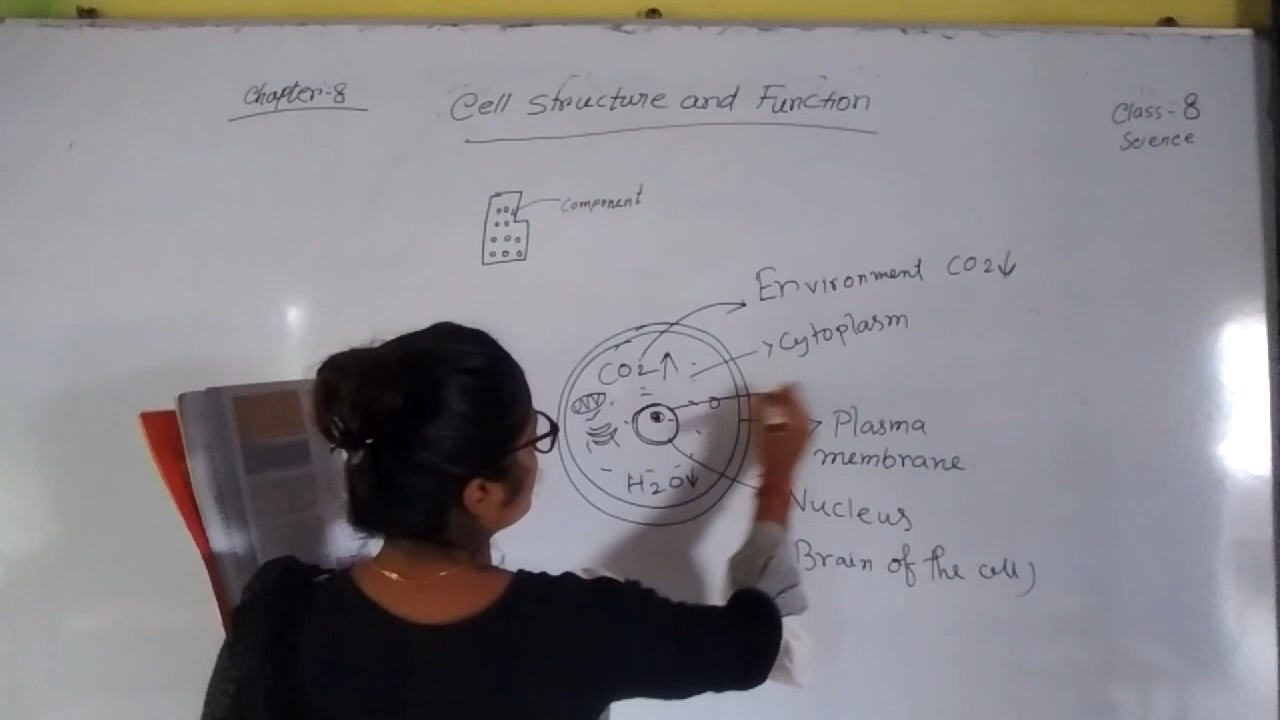 Chapter:-8
Cell Structure and Function
Class-8
Science
Component
Environment CO2↓
Cytoplasm
CO2↑
Plasma
membrane
H2O↓
Nucleus
Brain of the cell)